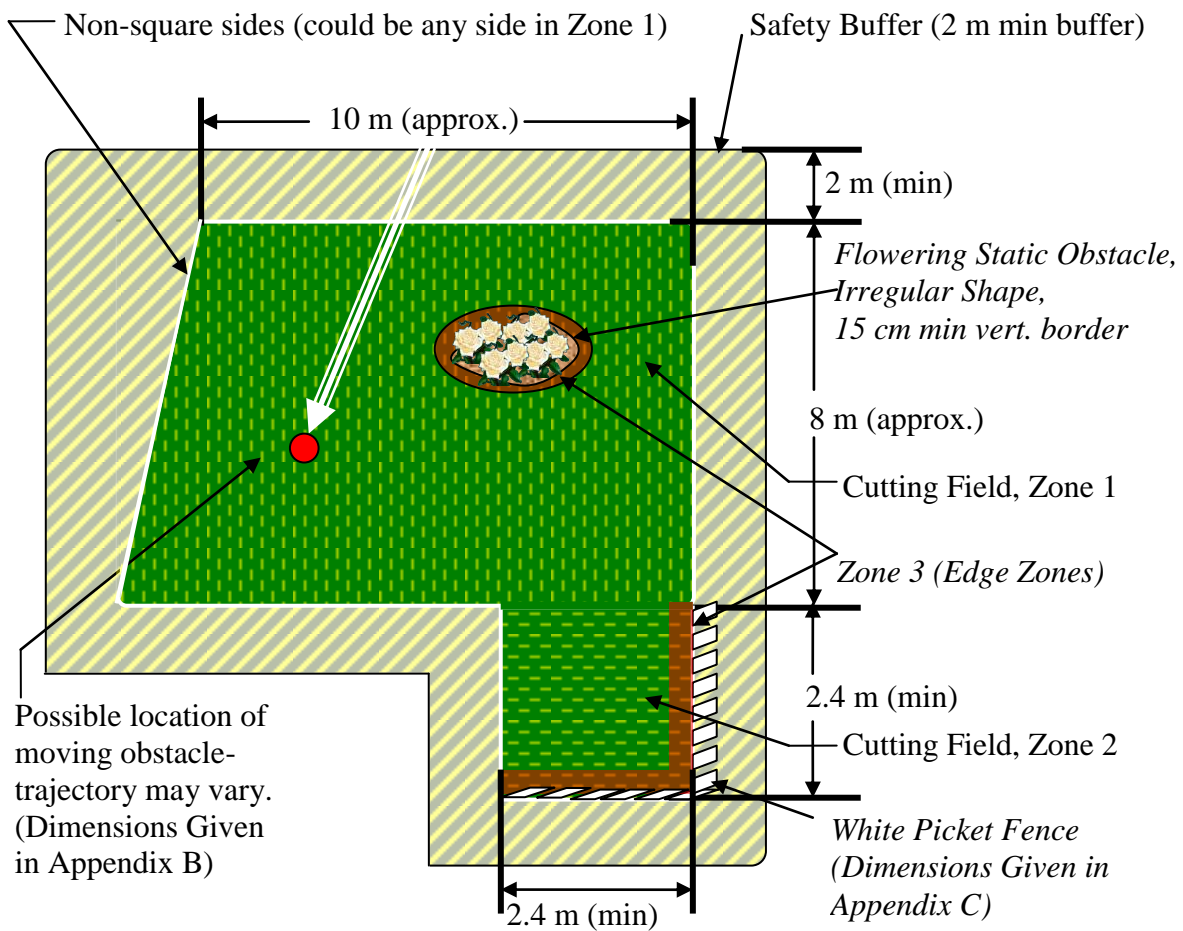 Non-square sides (could be any side in Zone 1)
Safety Buffer (2 m min buffer)
10 m (approx.)
2 m (min)
Flowering Static Obstacle,
Irregular Shape,
15 cm min vert. border
8 m (approx.)
Cutting Field, Zone 1
Zone 3 (Edge Zones)
2.4 m (min)
Cutting Field, Zone 2
Possible location of
moving obstacle-
trajectory may vary.
(Dimensions Given
in Appendix B)
White Picket Fence
(Dimensions Given in
Appendix C)
2.4 m (min)